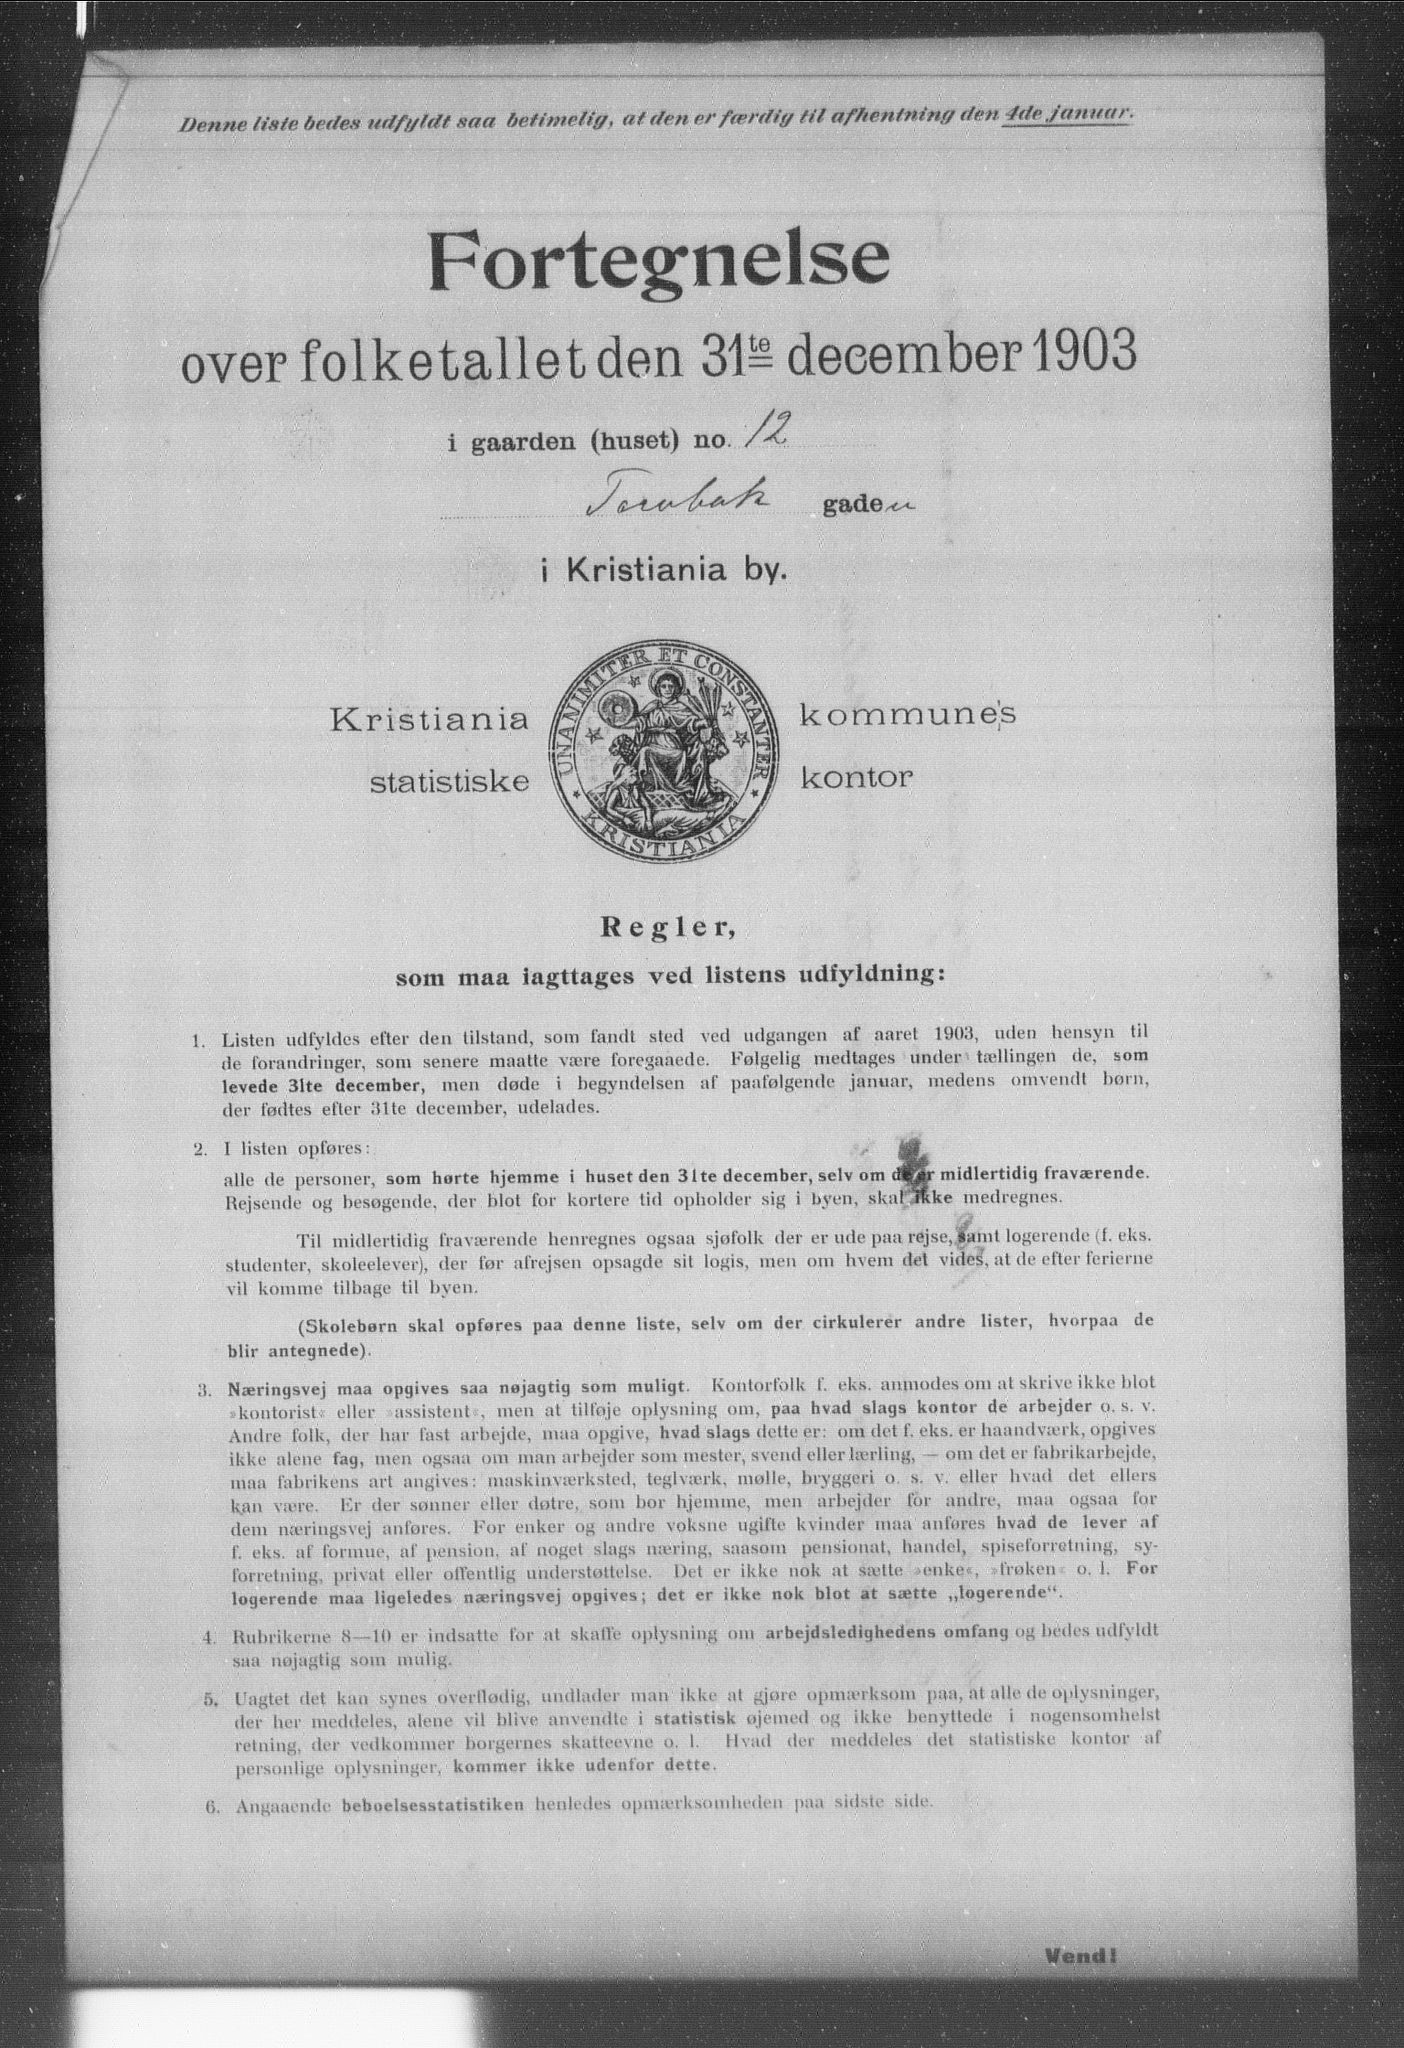 Denne liste bedes udfyldt saa betimelig, at den er færdig til afhentning den 4de januar.
Fortegnelse
over folketallet den 31te december 1903
i gaarden (huset) no. 12
gaden
i Kristiania by.
UNANIMITER ET CONSTANTER
KRISTIANIA
Kristiania kommunes
statistiske kontor
Regler,
som maa iagttages ved listens udfyldning:
1. Listen udfyldes efter den tilstand, som fandt sted ved udgangen af aaret 1903, uden hensyn til
de forandringer, som senere maatte være foregaaede. Følgelig medtages under tællingen de, som
levede 31te december, men døde i begyndelsen af paafølgende januar, medens omvendt børn,
der fødtes efter 31te december, udelades.
2. I listen opføres:
alle de personer, som hørte hjemme i huset den 31te december, selv om de er midlertidig fraværende.
Rejsende og besøgende, der blot for kortere tid opholder sig i byen, skal ikke medregnes.
Til midlertidig fraværende henregnes ogsaa sjøfolk der er ude paa rejse, samt logerende (f. eks.
studenter, skoleelever), der før afrejsen opsagde sit logis, men om hvem det vides, at de efter ferierne
vil komme tilbage til byen.
(Skolebørn skal opføres paa denne liste, selv om der cirkulerer andre lister, hvorpaa de
blir antegnede).
3. Næringsvej maa opgives saa nøjagtig som muligt. Kontorfolk f. eks. anmodes om at skrive ikke blot
»kontorist« eller »assistent«, men at tilføje oplysning om, paa hvad slags kontor de arbejder o. s. v.
Andre folk, der har fast arbejde, maa opgive, hvad slags dette er: om det f. eks. er haandværk, opgives
ikke alene fag, men ogsaa om man arbejder som mester, svend eller lærling, — om det er fabrikarbejde,
maa fabrikens art angives: maskinværksted, teglværk, mølle, bryggeri o. s. v. eller hvad det ellers
kan være. Er der sønner eller døtre, som bor hjemme, men arbejder for andre, maa ogsaa for
dem næringsvej anføres. For enker og andre voksne ugifte kvinder maa anføres hvad de lever af
f. eks. af formue, af pension, af noget slags næring, saasom pensionat, handel, spiseforretning, sy-
forretning, privat eller offentlig understøttelse. Det er ikke nok at sætte »enke«, »frøken« o. l. For
logerende maa ligeledes næringsvej opgives; det er ikke nok blot at sætte „logerende“.
4. Rubrikerne 8—10 er indsatte for at skaffe oplysning om arbejdsledighedens omfang og bedes udfyldt
saa nøjagtig som mulig.
5. Uagtet det kan synes overflødig, undlader man ikke at gjøre opmærksom paa, at alle de oplysninger,
der her meddeles, alene vil blive anvendte i statistisk øjemed og ikke benyttede i nogensomhelst
retning, der vedkommer borgernes skatteevne o. l. Hvad der meddeles det statistiske kontor af
personlige oplysninger, kommer ikke udenfor dette.
6. Angaaende beboelsesstatistiken henledes opmærksomheden paa sidste side.
Vend!